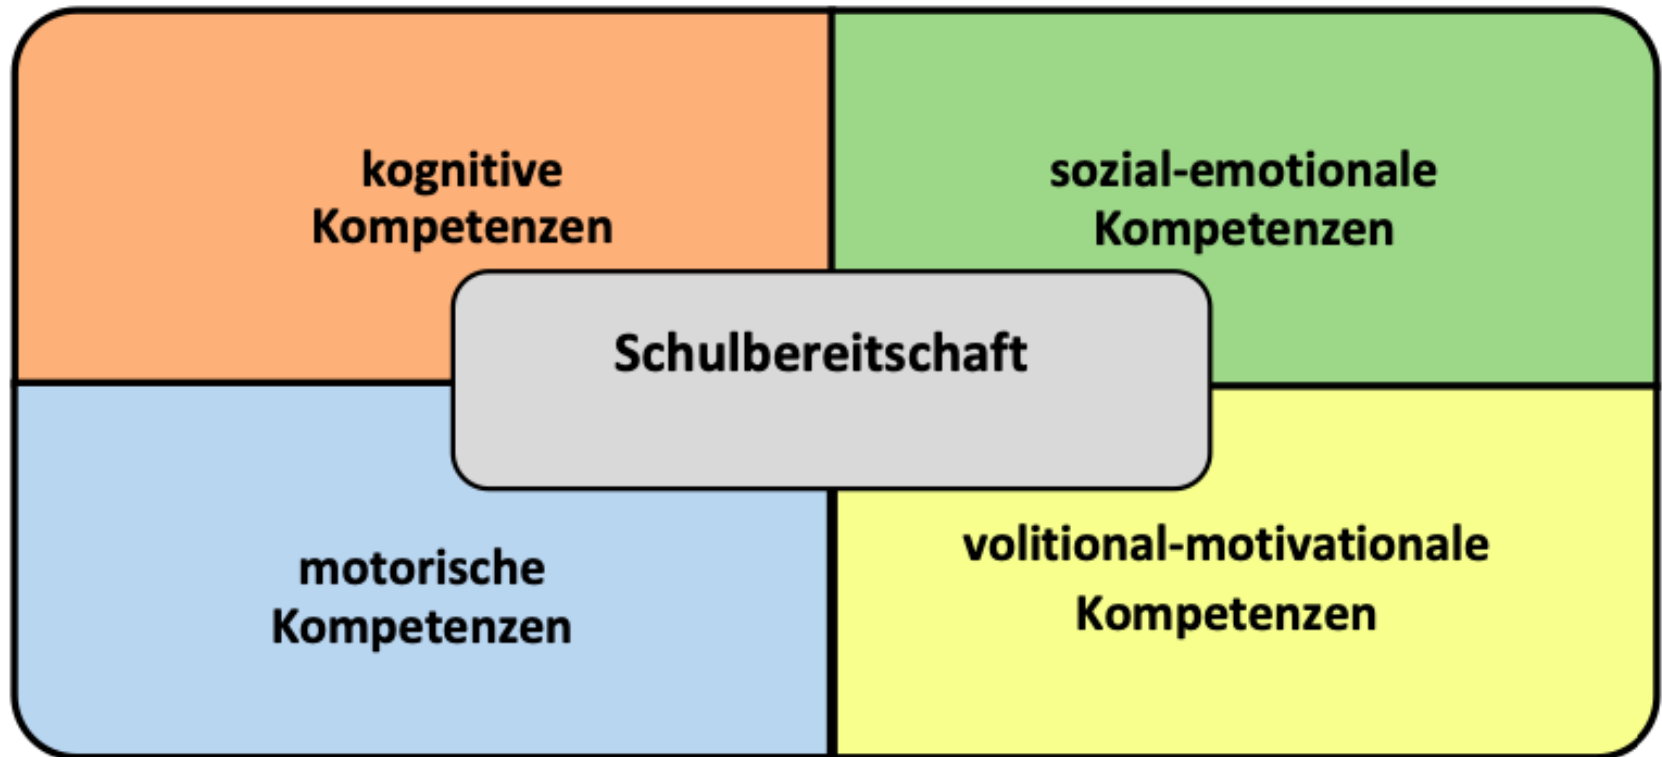 kognitive
Kompetenzen
sozial-emotionale
Kompetenzen
Schulbereitschaft
motorische
Kompetenzen
volitional-motivationale
Kompetenzen